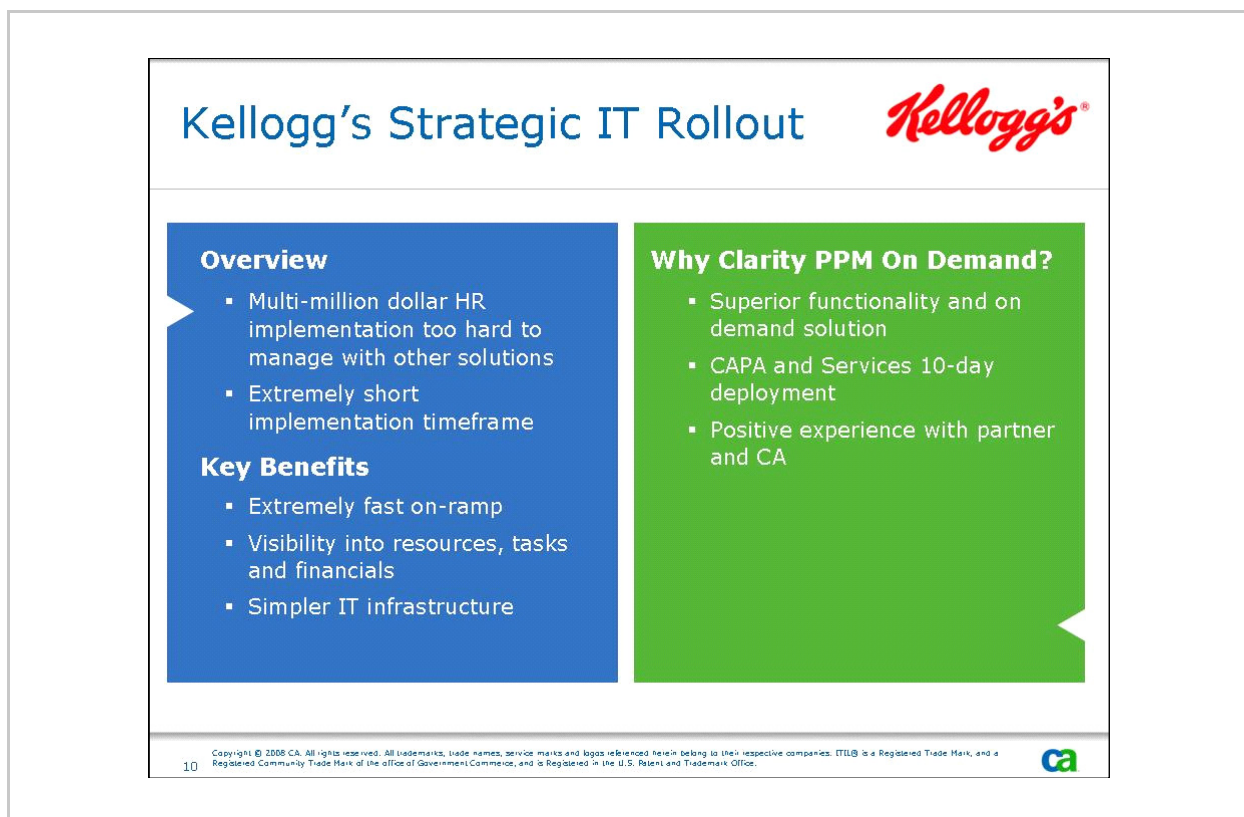 Kellogg's Strategic IT Rollout
Kellogg's®
Overview
▪ Multi-million dollar HR
implementation too hard to
manage with other solutions
▪ Extremely short
implementation timeframe
Key Benefits
▪ Extremely fast on-ramp
▪ Visibility into resources, tasks
and financials
▪ Simpler IT infrastructure
Why Clarity PPM On Demand?
▪ Superior functionality and on
demand solution
▪ CAPA and Services 10-day
deployment
▪ Positive experience with partner
and CA
Copyright © 2008 CA. All rights reserved. All trademarks, trade names, service marks and logos referenced herein belong to their respective companies. ITIL® is a Registered Trade Mark, and a
Registered Community Trade Mark of the office of Government Commerce, and is Registered in the U.S. Patent and Trademark Office.
10
ca